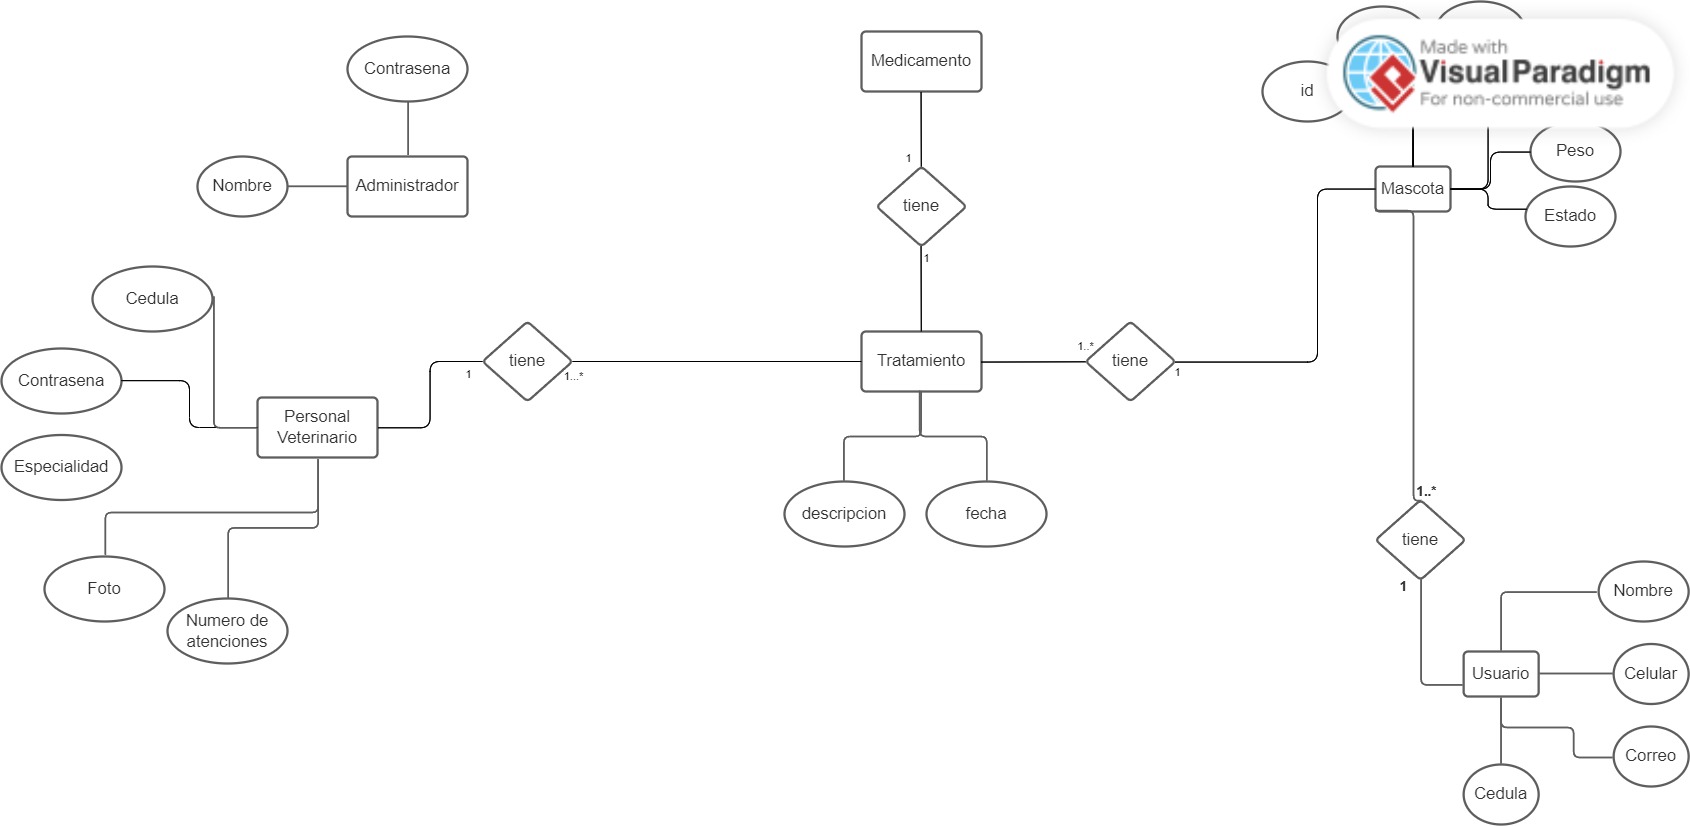 Made with
Visual Paradigm
For non-commercial use
Contrasena
Medicamento
id
Nombre
Administrador
1
tiene
1
Mascota
Peso
Estado
Cedula
Contrasena
Especialidad
Personal
Veterinario
1
tiene
1...*
Tratamiento
1..*
tiene
1
descripcion
fecha
Foto
Numero de
atenciones
1..*
tiene
1
Usuario
Nombre
Celular
Correo
Cedula